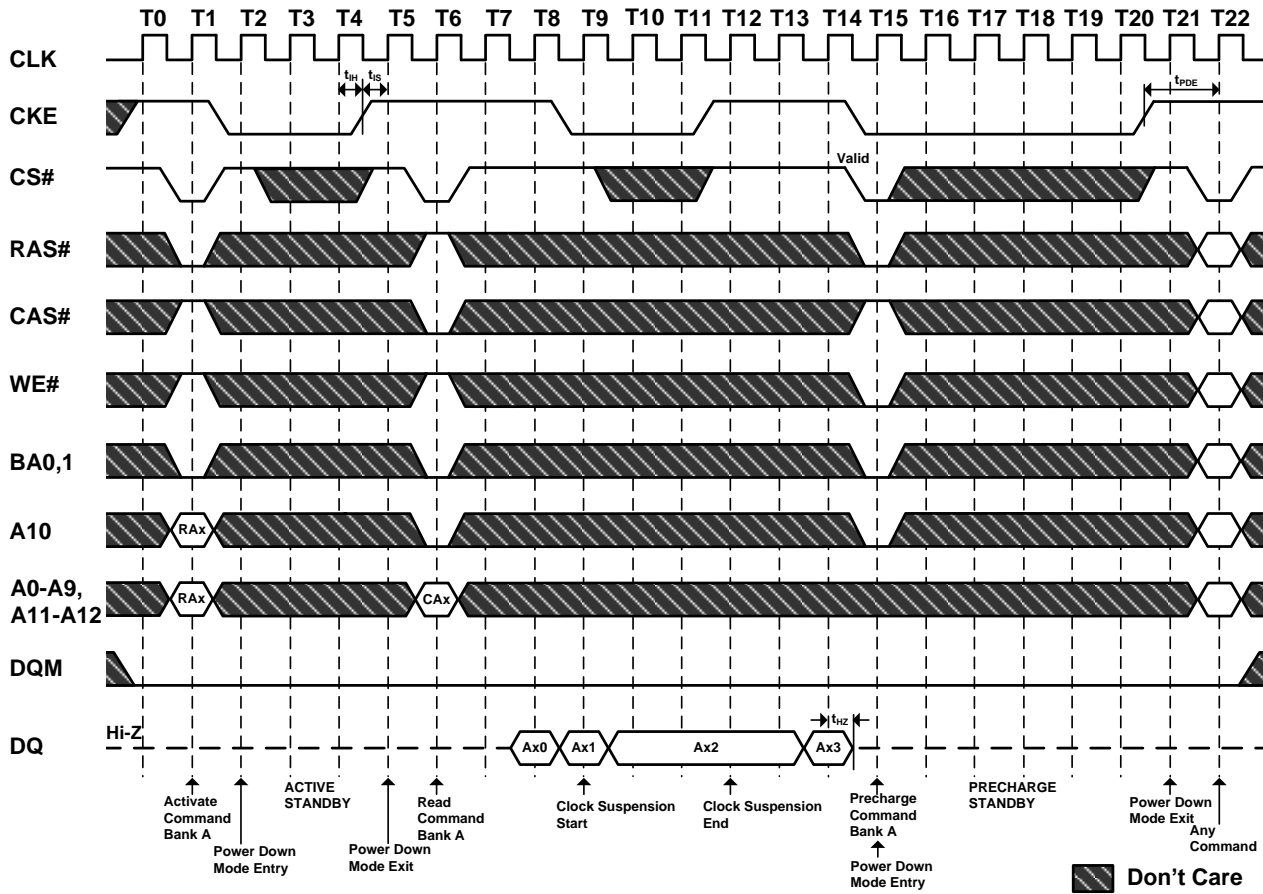 T0 T1 T2 T3 T4 T5 T6 T7 T8 T9 T10 T11 T12 T13 T14 T15 T16 T17 T18 T19 T20 T21 T22
CLK
tIH tIS tPDE
CKE
Valid
CS#
RAS#
CAS#
WE#
BA0,1
A10 RAx
A0-A9,
A11-A12 RAx CAx
DQM
Hi-Z tHZ
DQ Ax0 Ax1 Ax2 Ax3
Activate
Command
Bank A
Power Down
Mode Entry
ACTIVE
STANDBY
Power Down
Mode Exit
Read
Command
Bank A
Clock Suspension
Start
Clock Suspension
End
Precharge
Command
Bank A
Power Down
Mode Entry
PRECHARGE
STANDBY
Power Down
Mode Exit
Any
Command
Don't Care